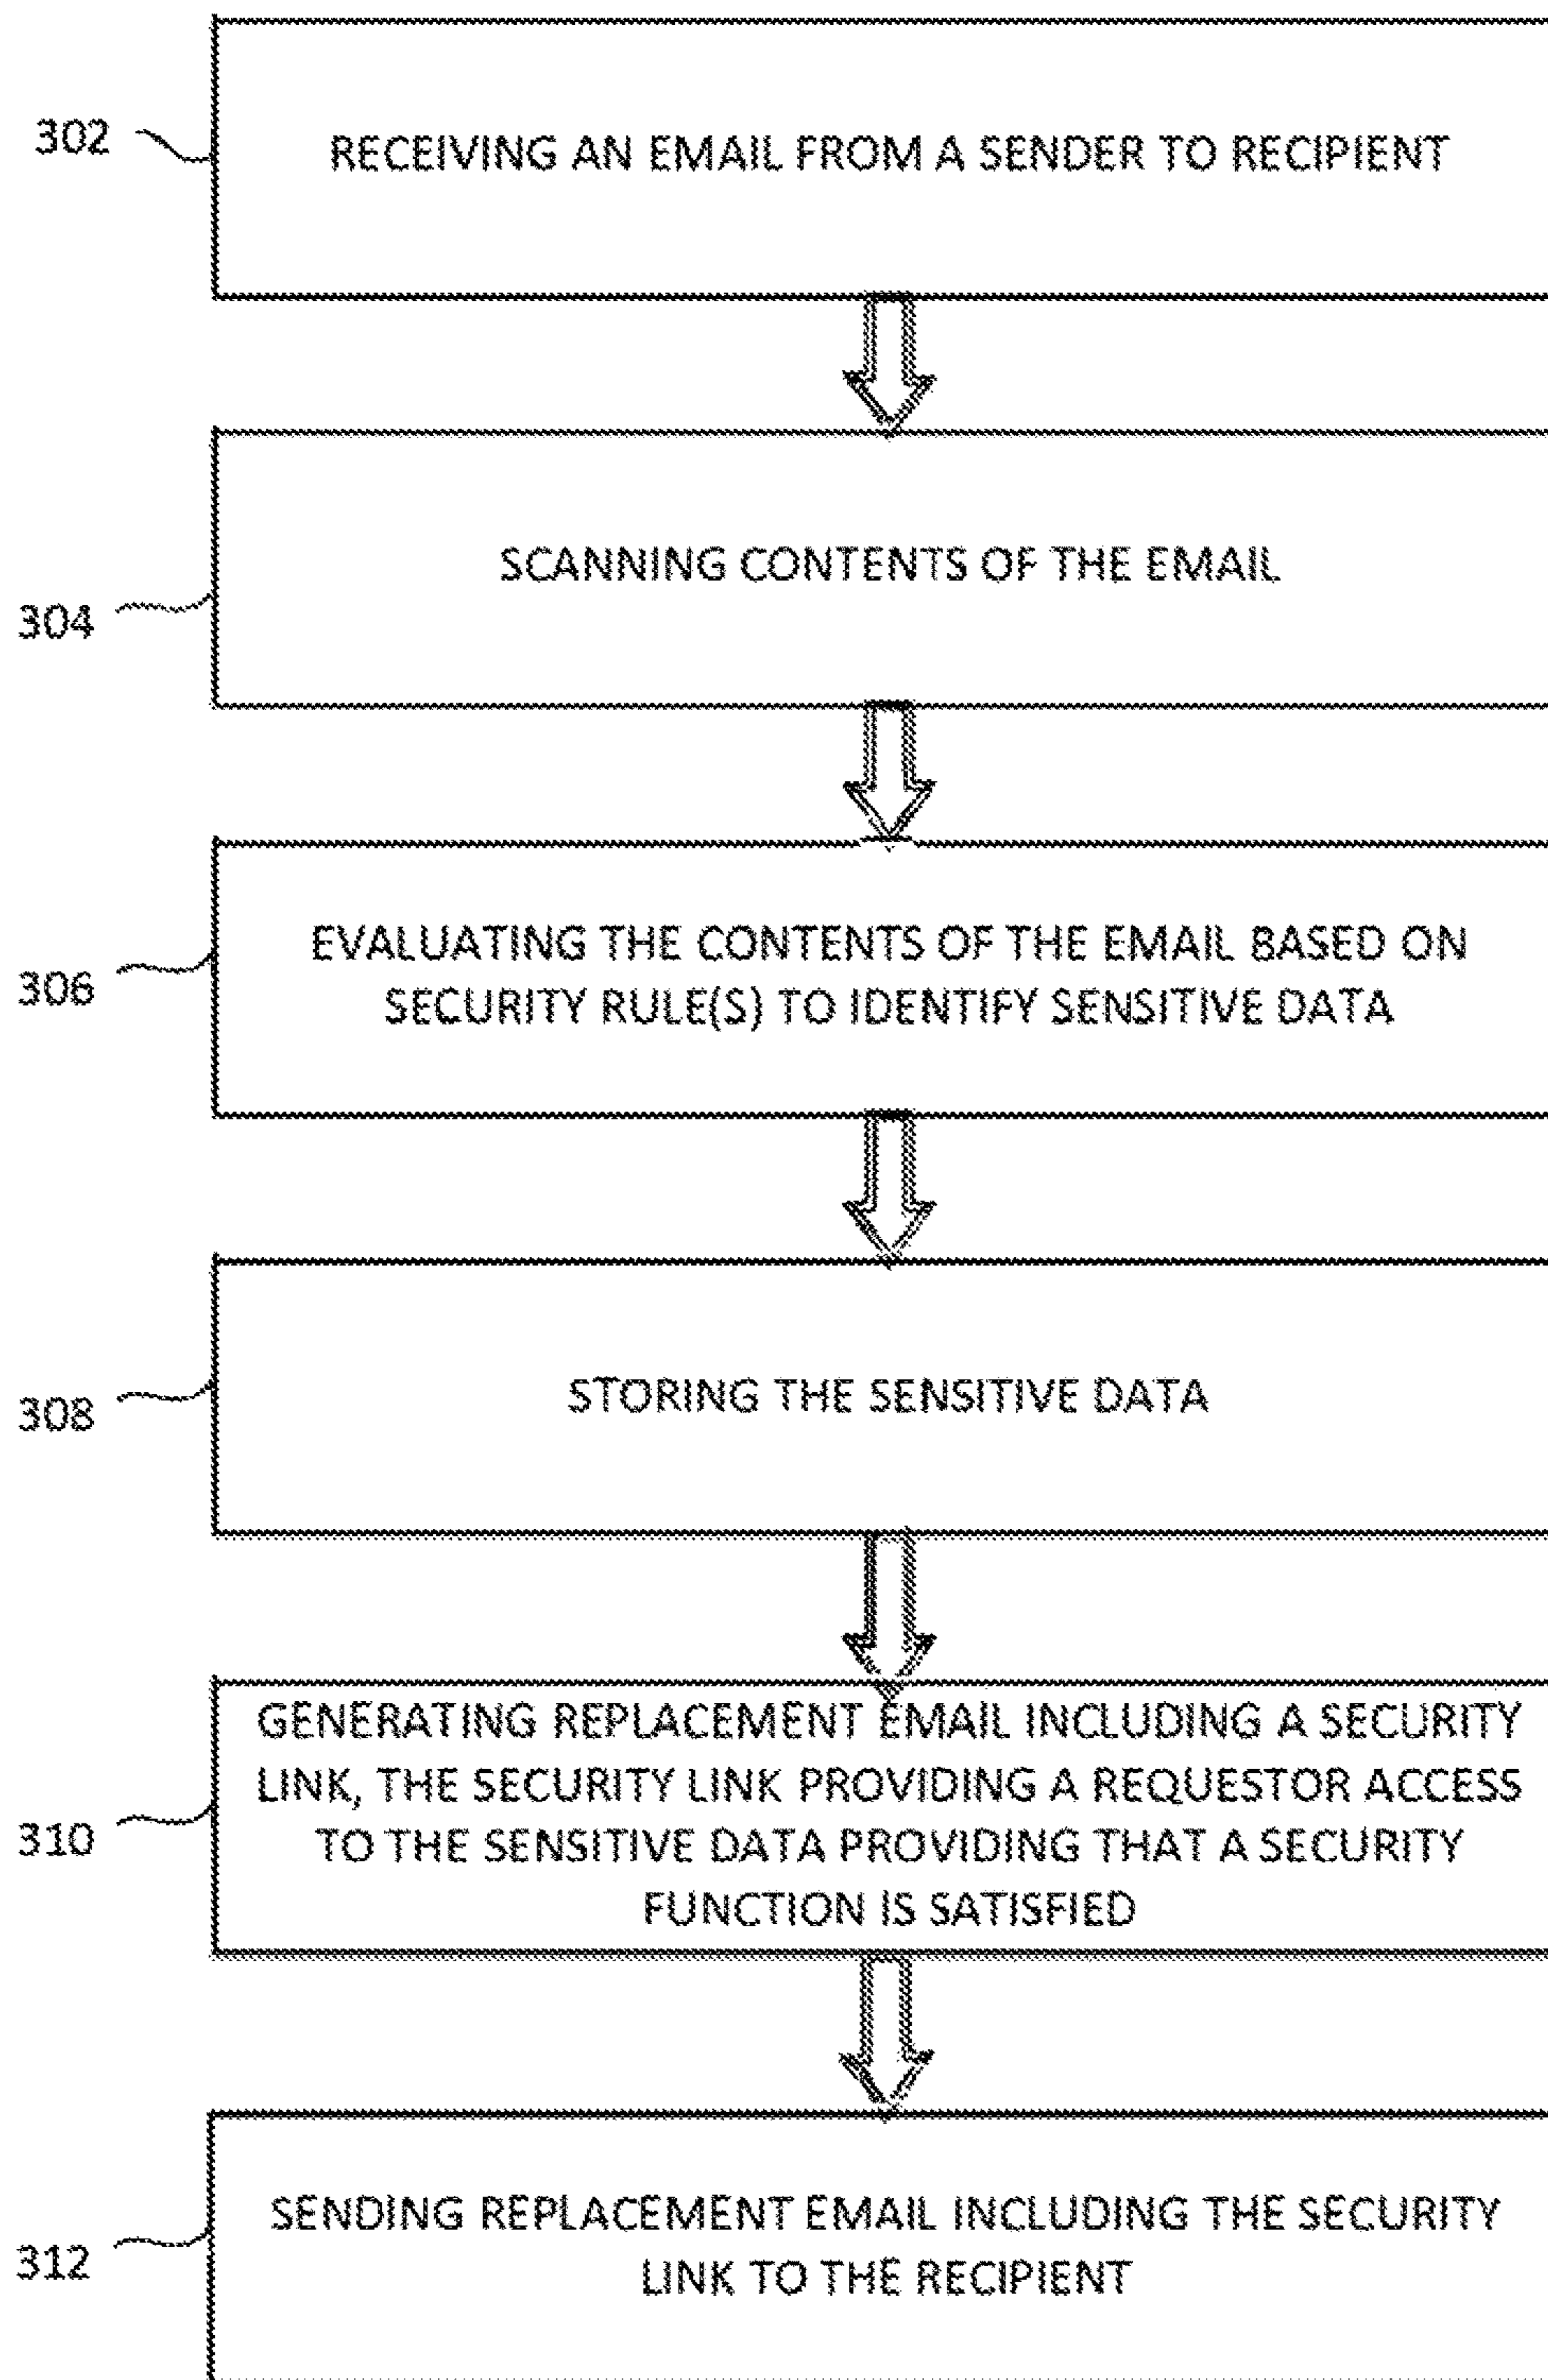 302
RECEIVING AN EMAIL FROM A SENDER TO RECIPIENT
304
SCANNING CONTENTS OF THE EMAIL
306
EVALUATING THE CONTENTS OF THE EMAIL BASED ON
SECURITY RULE(S) TO IDENTIFY SENSITIVE DATA
308
STORING THE SENSITIVE DATA
310
GENERATING REPLACEMENT EMAIL INCLUDING A SECURITY
LINK, THE SECURITY LINK PROVIDING A REQUESTOR ACCESS
TO THE SENSITIVE DATA PROVIDING THAT A SECURITY
FUNCTION IS SATISFIED
312
SENDING REPLACEMENT EMAIL INCLUDING THE SECURITY
LINK TO THE RECIPIENT